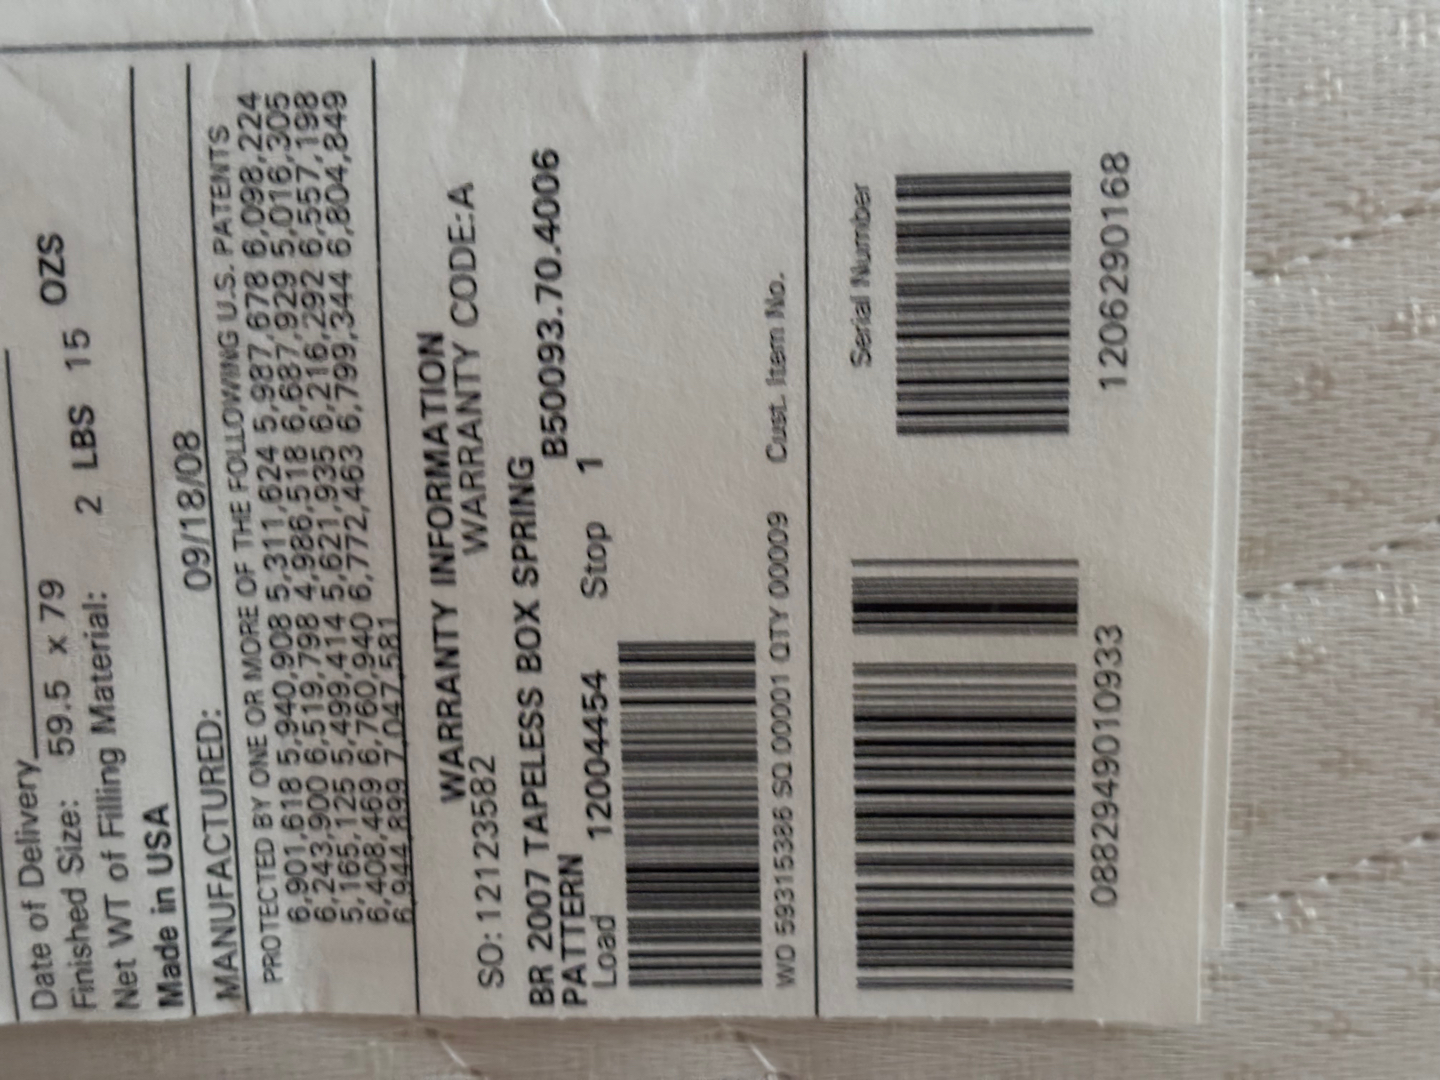 Date of Delivery
Finished Size: 59.5 x 79
Net WT of Filling Material: 2 LBS 15 OZS
Made in USA
MANUFACTURED: 09/18/08
PROTECTED BY ONE OR MORE OF THE FOLLOWING U.S. PATENTS
6,901,618 5,940,908 5,311,624 5,987,678 6,098,224
6,243,900 6,519,798 4,986,518 6,687,929 5,016,305
5,165,125 5,499,414 5,621,935 6,216,292 6,557,198
6,408,469 6,760,940 6,772,463 6,799,344 6,804,849
6,944,899 7,047,581
WARRANTY INFORMATION
SO: 12123582 WARRANTY CODE:A
BR 2007 TAPELESS BOX SPRING
PATTERN B50093.70.4006
Load 12004454 Stop 1
WO 59315386 SQ 00001 QTY 00009 Cust. Item No.
Serial Number
088294901093​3 1206290168